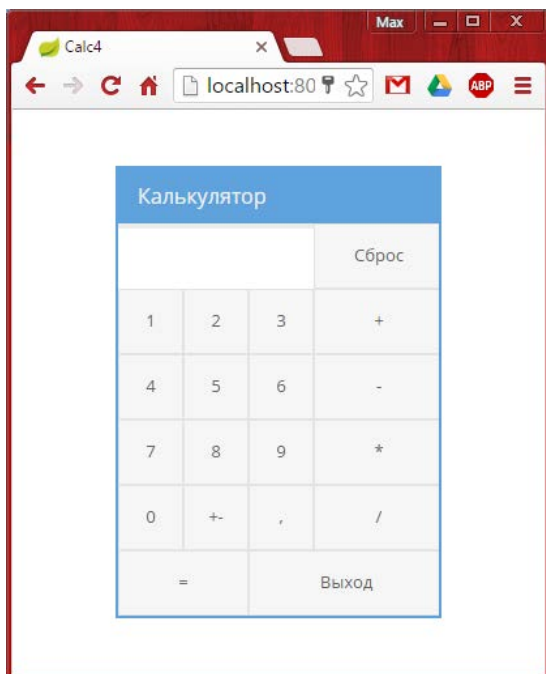 Max
Calc4
localhost:80
ABP
Калькулятор
Сброс
1 2 3 +
4 5 6 -
7 8 9 *
0 +- , /
= Выход